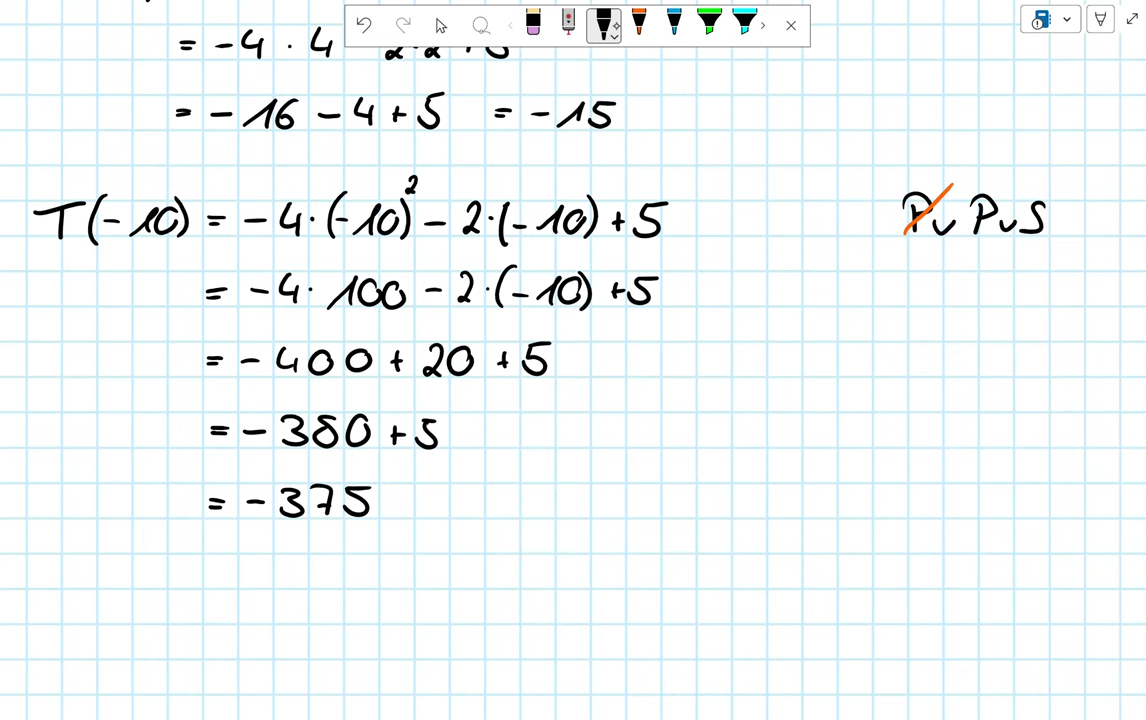 = -4 · 4
= -16 - 4 + 5 = -15
T(-10) = -4·(-10)² - 2·(-10) + 5 Pv PvS
= -4· 100 - 2·(-10) + 5
= -400 + 20 + 5
= -380 + 5
= -375